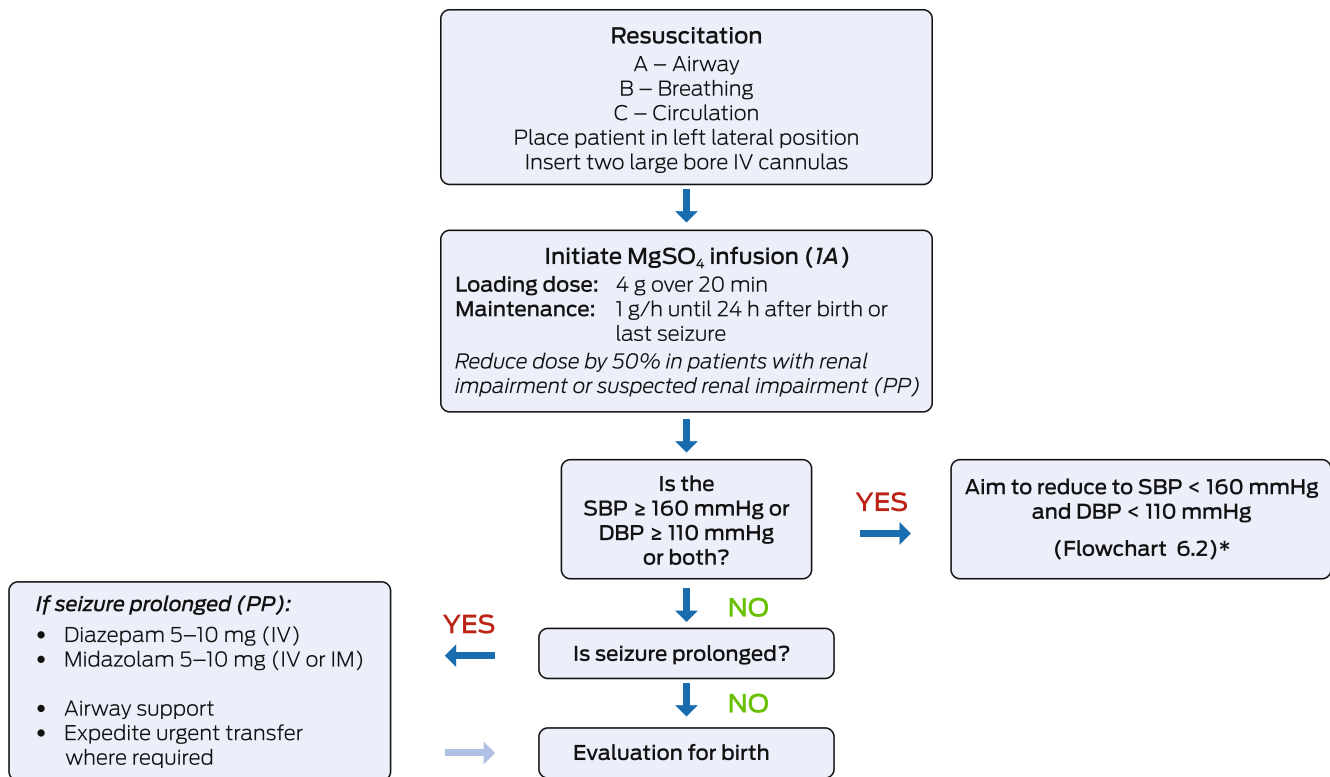 Resuscitation
A – Airway
B – Breathing
C – Circulation
Place patient in left lateral position
Insert two large bore IV cannulas
Initiate MgSO₄ infusion (1A)
Loading dose: 4 g over 20 min
Maintenance: 1 g/h until 24 h after birth or
last seizure
Reduce dose by 50% in patients with renal
impairment or suspected renal impairment (PP)
Is the
SBP ≥ 160 mmHg or
DBP ≥ 110 mmHg
or both?
YES
Aim to reduce to SBP < 160 mmHg
and DBP < 110 mmHg
(Flowchart 6.2)*
NO
Is seizure prolonged?
YES
If seizure prolonged (PP):
• Diazepam 5–10 mg (IV)
• Midazolam 5–10 mg (IV or IM)
• Airway support
• Expedite urgent transfer
where required
NO
Evaluation for birth